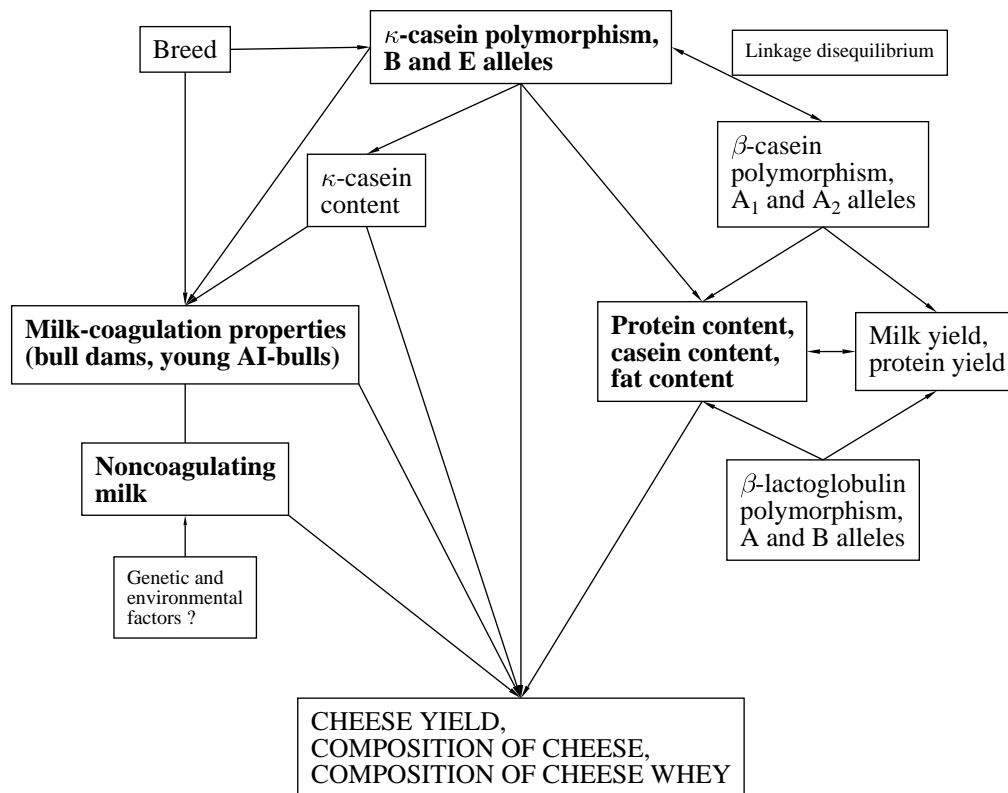 Breed
κ-casein polymorphism,
B and E alleles
Linkage disequilibrium
β-casein
polymorphism,
A₁ and A₂ alleles
κ-casein
content
Milk-coagulation properties
(bull dams, young AI-bulls)
Protein content,
casein content,
fat content
Milk yield,
protein yield
Noncoagulating
milk
β-lactoglobulin
polymorphism,
A and B alleles
Genetic and
environmental
factors ?
CHEESE YIELD,
COMPOSITION OF CHEESE,
COMPOSITION OF CHEESE WHEY